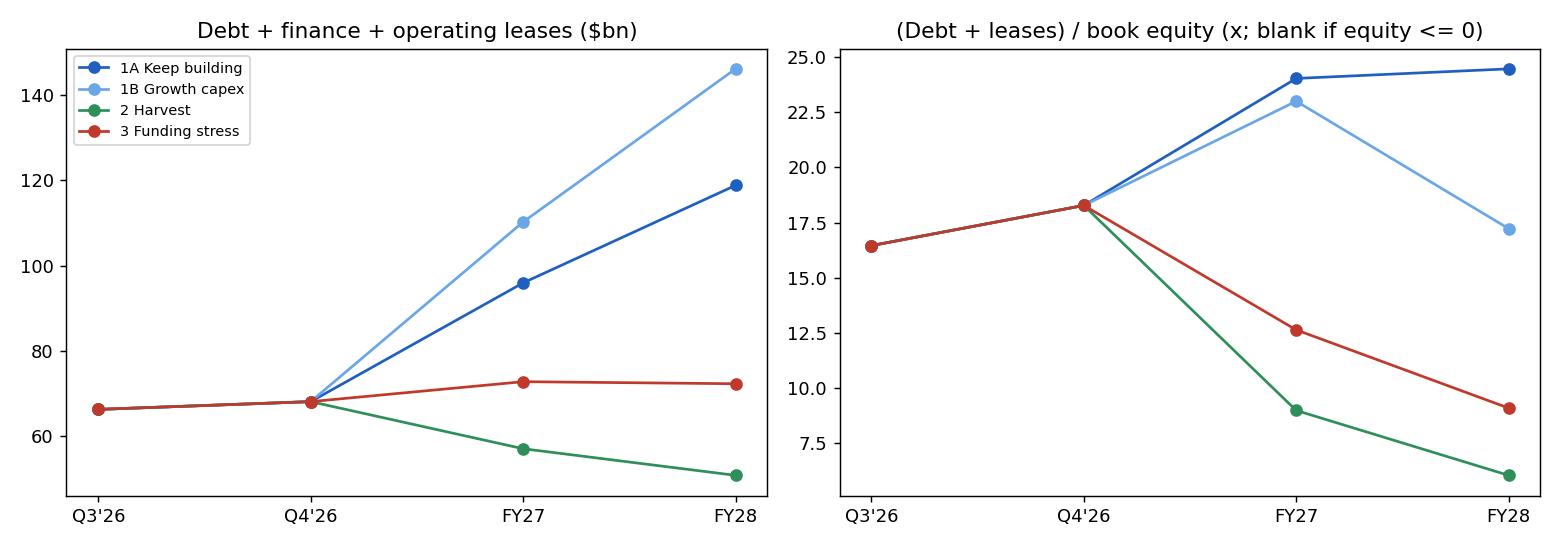 Debt + finance + operating leases ($bn)
140
120
100
80
60
1A Keep building
1B Growth capex
2 Harvest
3 Funding stress
Q3'26 Q4'26 FY27 FY28
(Debt + leases) / book equity (x; blank if equity <= 0)
25.0
22.5
20.0
17.5
15.0
12.5
10.0
7.5
Q3'26 Q4'26 FY27 FY28